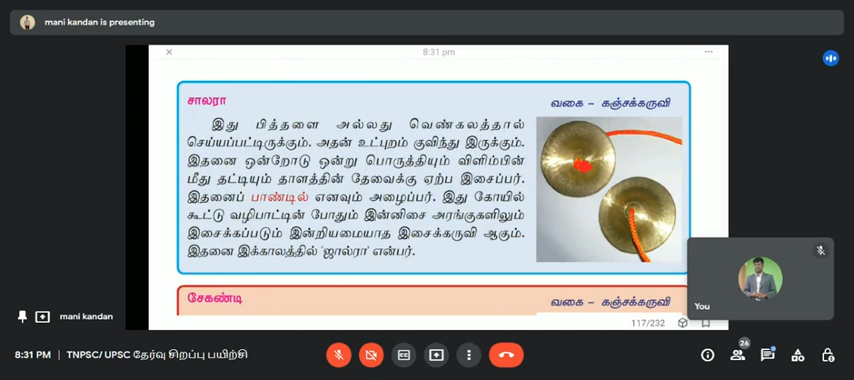 mani kandan is presenting
8:31 pm
சாலரா
வகை – கஞ்சக்கருவி
இது பித்தளை அல்லது வெண்கலத்தால்
செய்யப்பட்டிருக்கும். அதன் உட்புறம் குவிந்து இருக்கும்.
இதனை ஒன்றோடு ஒன்று பொருத்தியும் விளிம்பின்
மீது தட்டியும் தாளத்தின் தேவைக்கு ஏற்ப இசைப்பர்.
இதனைப் பாண்டில் எனவும் அழைப்பர். இது கோயில்
கூட்டு வழிபாட்டின் போதும் இன்னிசை அரங்குகளிலும்
இசைக்கப்படும் இன்றியமையாத இசைக்கருவி ஆகும்.
இதனை இக்காலத்தில் 'ஜால்ரா' என்பர்.
சேகண்டி
வகை – கஞ்சக்கருவி
117/232
You
mani kandan
8:31 PM | TNPSC/ UPSC தேர்வு சிறப்பு பயிற்சி
26